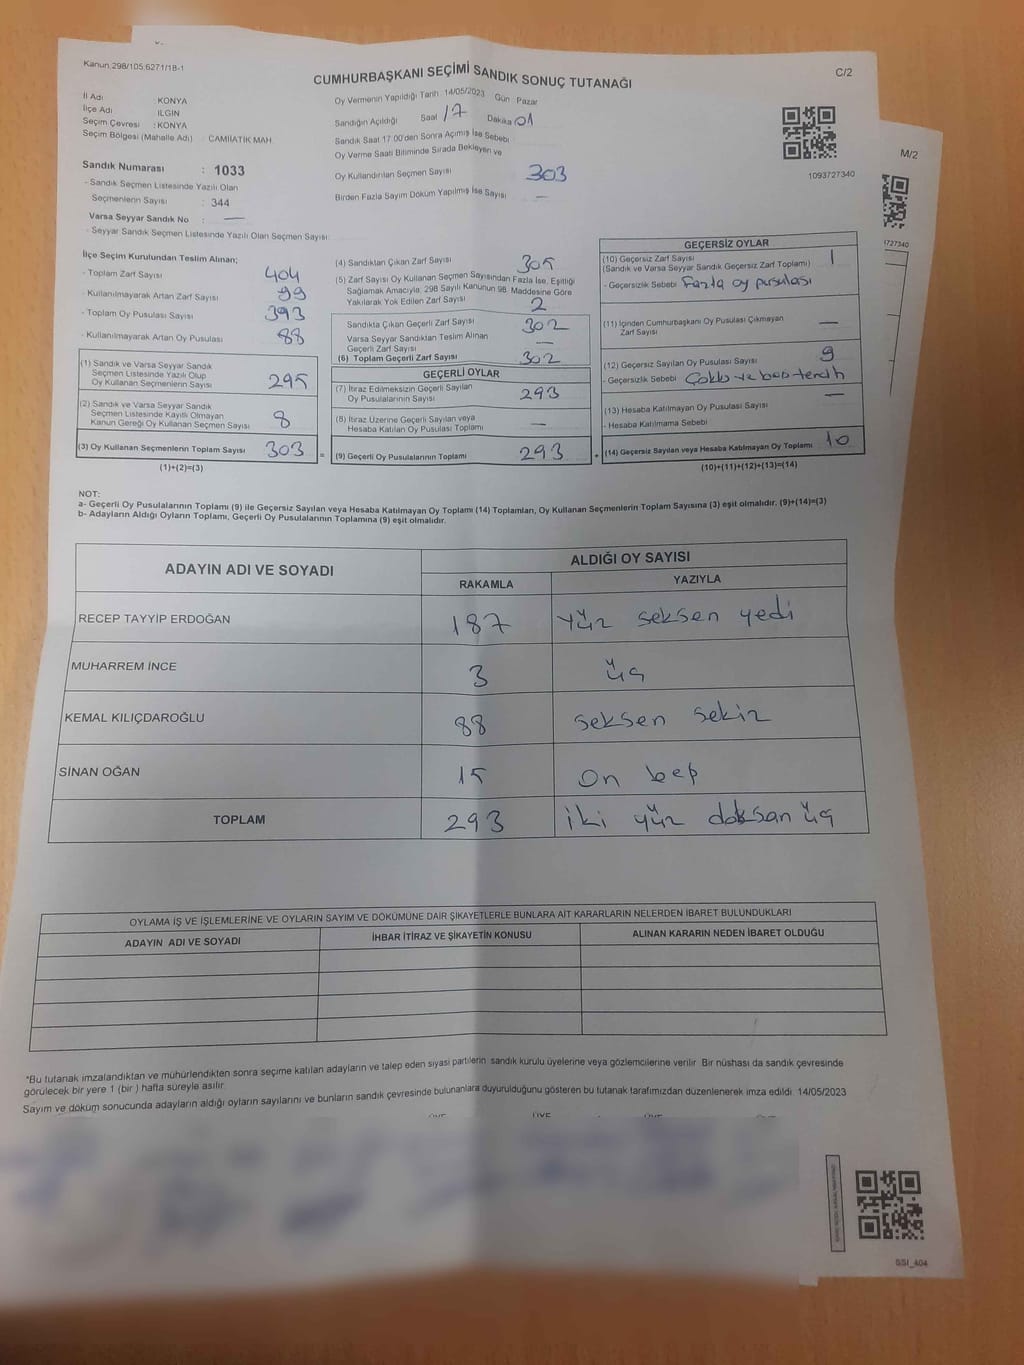 Kanun 298/105,6271/18-1
CUMHURBAŞKANI SEÇİMİ SANDIK SONUÇ TUTANAĞI
C/2
İl Adı : KONYA
İlçe Adı : ILGIN
Seçim Çevresi : KONYA
Seçim Bölgesi (Mahalle Adı) : CAMİİATİK MAH
Oy Vermenin Yapıldığı Tarih 14/05/2023 Gün : Pazar
Sandığın Açıldığı Saat 17 Dakika 01
Sandık Saat 17:00'den Sonra Açılmış İse Sebebi
Oy Verme Saati Bitiminde Sırada Bekleyen ve
Oy Kullandırılan Seçmen Sayısı 303
Birden Fazla Sayım Döküm Yapılmış İse Sayısı —
1093727340
M/2
1727340
Sandık Numarası : 1033
- Sandık Seçmen Listesinde Yazılı Olan
Seçmenlerin Sayısı : 344
Varsa Seyyar Sandık No : —
- Seyyar Sandık Seçmen Listesinde Yazılı Olan Seçmen Sayısı:
İlçe Seçim Kurulundan Teslim Alınan;
- Toplam Zarf Sayısı 404
- Kullanılmayarak Artan Zarf Sayısı 99
- Toplam Oy Pusulası Sayısı 393
- Kullanılmayarak Artan Oy Pusulası 88
(1) Sandık ve Varsa Seyyar Sandık
Seçmen Listesinde Yazılı Olup
Oy Kullanan Seçmenlerin Sayısı 295
(2) Sandık ve Varsa Seyyar Sandık
Seçmen Listesinde Kayıtlı Olmayan
Kanun Gereği Oy Kullanan Seçmen Sayısı 8
(3) Oy Kullanan Seçmenlerin Toplam Sayısı 303 =
(1)+(2)=(3)
(4) Sandıktan Çıkan Zarf Sayısı 305
(5) Zarf Sayısı Oy Kullanan Seçmen Sayısından Fazla İse, Eşitliği
Sağlamak Amacıyla; 298 Sayılı Kanunun 98. Maddesine Göre
Yakılarak Yok Edilen Zarf Sayısı 2
Sandıkta Çıkan Geçerli Zarf Sayısı 302
Varsa Seyyar Sandıktan Teslim Alınan
Geçerli Zarf Sayısı —
(6) Toplam Geçerli Zarf Sayısı 302
GEÇERLİ OYLAR
(7) İtiraz Edilmeksizin Geçerli Sayılan
Oy Pusulalarının Sayısı 293
(8) İtiraz Üzerine Geçerli Sayılan veya
Hesaba Katılan Oy Pusulası Toplamı —
(9) Geçerli Oy Pusulalarının Toplamı 293 +
GEÇERSİZ OYLAR
(10) Geçersiz Zarf Sayısı 1
(Sandık ve Varsa Seyyar Sandık Geçersiz Zarf Toplamı)
- Geçersizlik Sebebi Fazla oy pusulası
(11) İçinden Cumhurbaşkanı Oy Pusulası Çıkmayan
Zarf Sayısı —
(12) Geçersiz Sayılan Oy Pusulası Sayısı 9
- Geçersizlik Sebebi
(13) Hesaba Katılmayan Oy Pusulası Sayısı —
- Hesaba Katılmama Sebebi
(14) Geçersiz Sayılan veya Hesaba Katılmayan Oy Toplamı 10
(10)+(11)+(12)+(13)=(14)
NOT:
a- Geçerli Oy Pusulalarının Toplamı (9) ile Geçersiz Sayılan veya Hesaba Katılmayan Oy Toplamı (14) Toplamları, Oy Kullanan Seçmenlerin Toplam Sayısına (3) eşit olmalıdır. (9)+(14)=(3)
b- Adayların Aldığı Oyların Toplamı, Geçerli Oy Pusulalarının Toplamına (9) eşit olmalıdır.
ADAYIN ADI VE SOYADI
ALDIĞI OY SAYISI
RAKAMLA YAZIYLA
RECEP TAYYİP ERDOĞAN 187 yüz seksen yedi
MUHARREM İNCE 3 üç
KEMAL KILIÇDAROĞLU 88 seksen sekiz
SİNAN OĞAN 15 On beş
TOPLAM 293 iki yüz doksan üç
OYLAMA İŞ VE İŞLEMLERİNE VE OYLARIN SAYIM VE DÖKÜMÜNE DAİR ŞİKAYETLERLE BUNLARA AİT KARARLARIN NELERDEN İBARET BULUNDUKLARI
ADAYIN ADI VE SOYADI İHBAR İTİRAZ VE ŞİKAYETİN KONUSU ALINAN KARARIN NEDEN İBARET OLDUĞU
*Bu tutanak imzalandıktan ve mühürlendikten sonra seçime katılan adayların ve talep eden siyasi partilerin sandık kurulu üyelerine veya gözlemcilerine verilir. Bir nüshası da sandık çevresinde
görülecek bir yere 1 (bir ) hafta süreyle asılır.
Sayım ve döküm sonucunda adayların aldığı oyların sayılarını ve bunların sandık çevresinde bulunanlara duyurulduğunu gösteren bu tutanak tarafımızdan düzenlenerek imza edildi. 14/05/2023
ÜYE ÜYE ÜYE
SSI_404